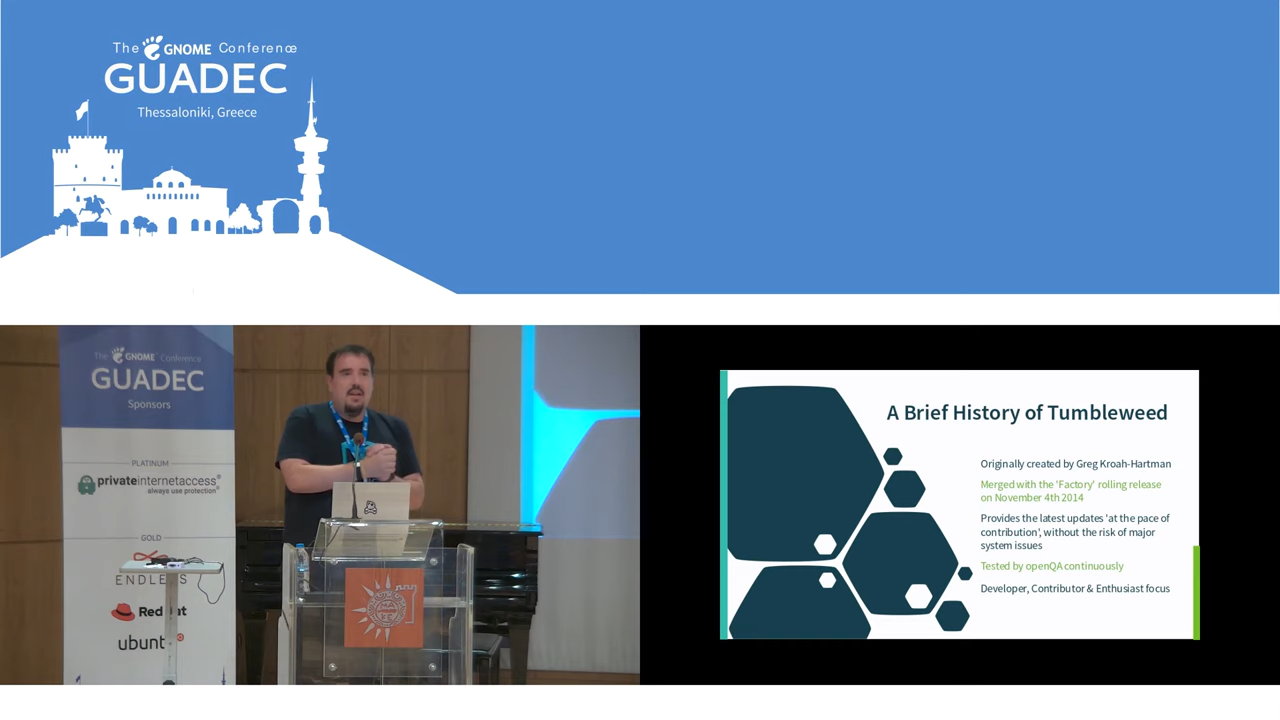 The GNOME Conference
GUADEC
Thessaloniki, Greece
The GNOME Conference
GUADEC
Sponsors
PLATINUM
privateinternetaccess®
always use protection®
GOLD
ENDLESS
Red Hat
ubuntu
A Brief History of Tumbleweed
Originally created by Greg Kroah-Hartman
Merged with the 'Factory' rolling release
on November 4th 2014
Provides the latest updates 'at the pace of
contribution', without the risk of major
system issues
Tested by openQA continuously
Developer, Contributor & Enthusiast focus